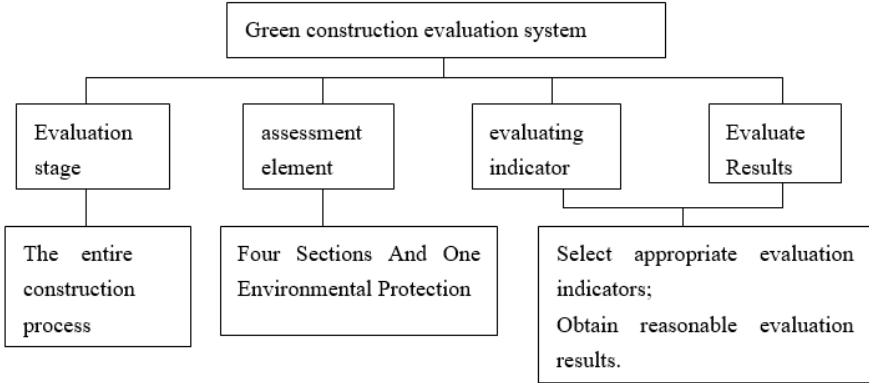 Green construction evaluation system
Evaluation
stage
assessment
element
evaluating
indicator
Evaluate
Results
The entire
construction
process
Four Sections And One
Environmental Protection
Select appropriate evaluation
indicators;
Obtain reasonable evaluation
results.